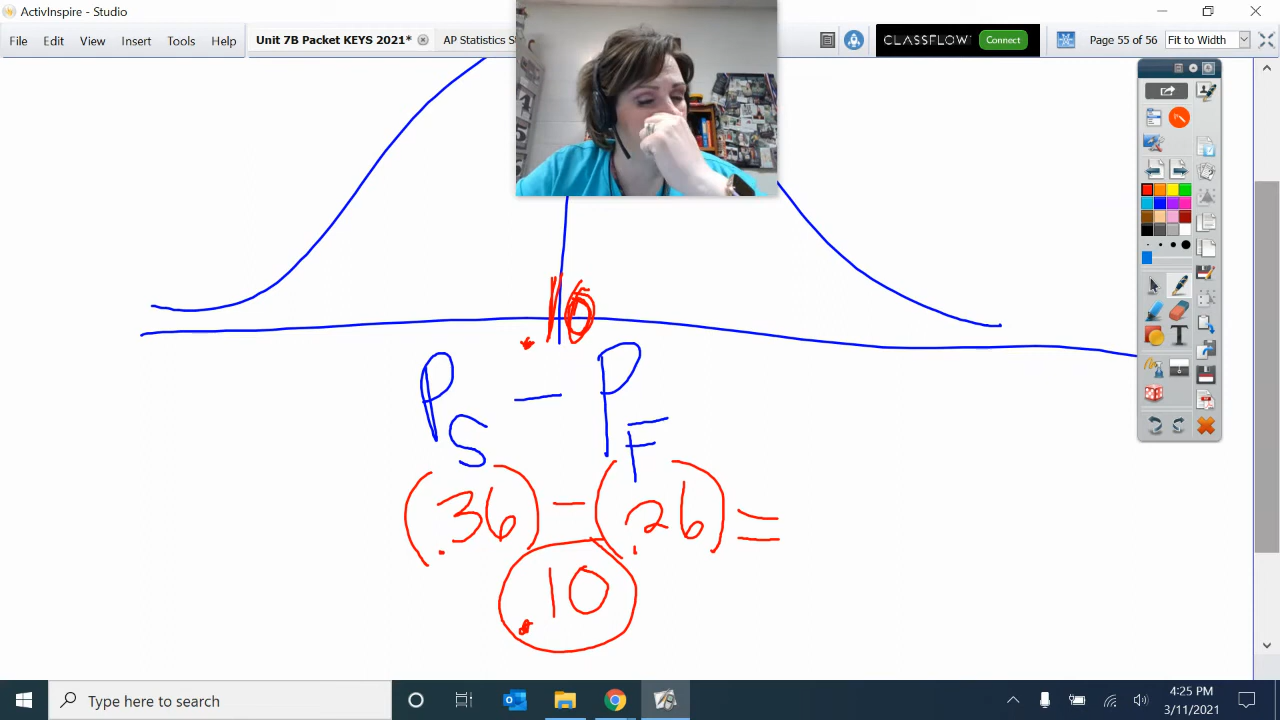 ActivInspire - Studio
File Edit View Insert Tools Help Unit 7B Packet KEYS 2021* AP Statistics CLASSFLOW Connect Page 55 of 56 Fit to Width
.10
P_S - P_F
(.36) - (.26) =
.10
Type here to search
4:25 PM
3/11/2021